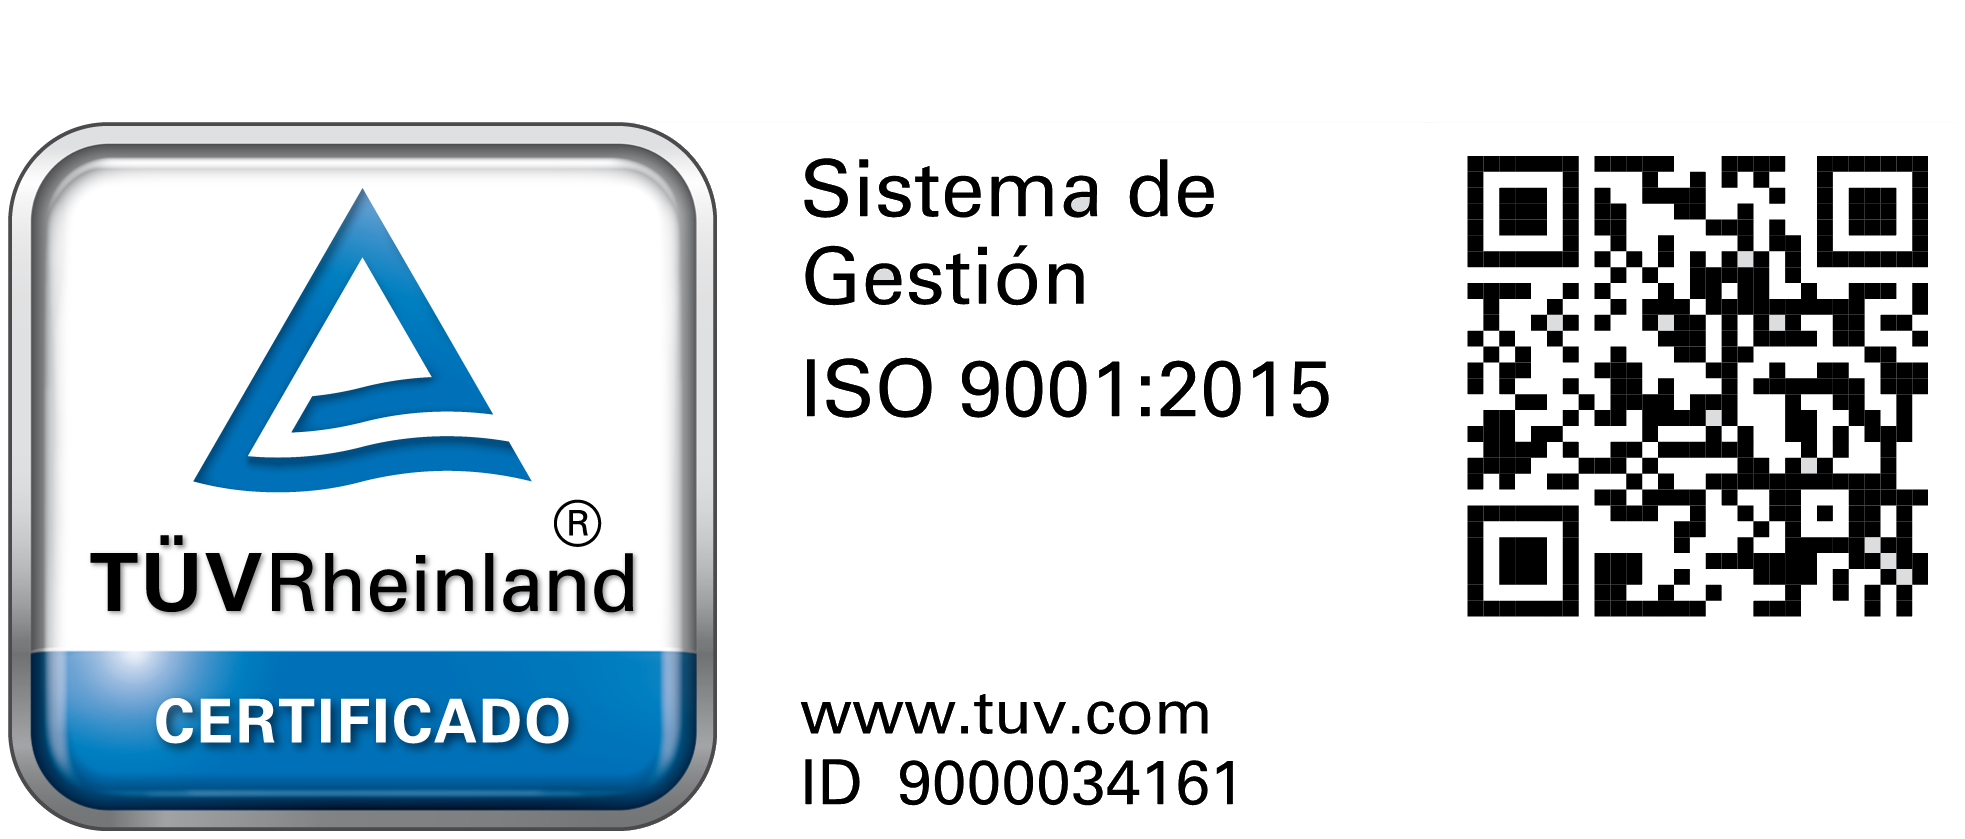 ®
TÜVRheinland
CERTIFICADO
Sistema de
Gestión
ISO 9001:2015
www.tuv.com
ID 9000034161